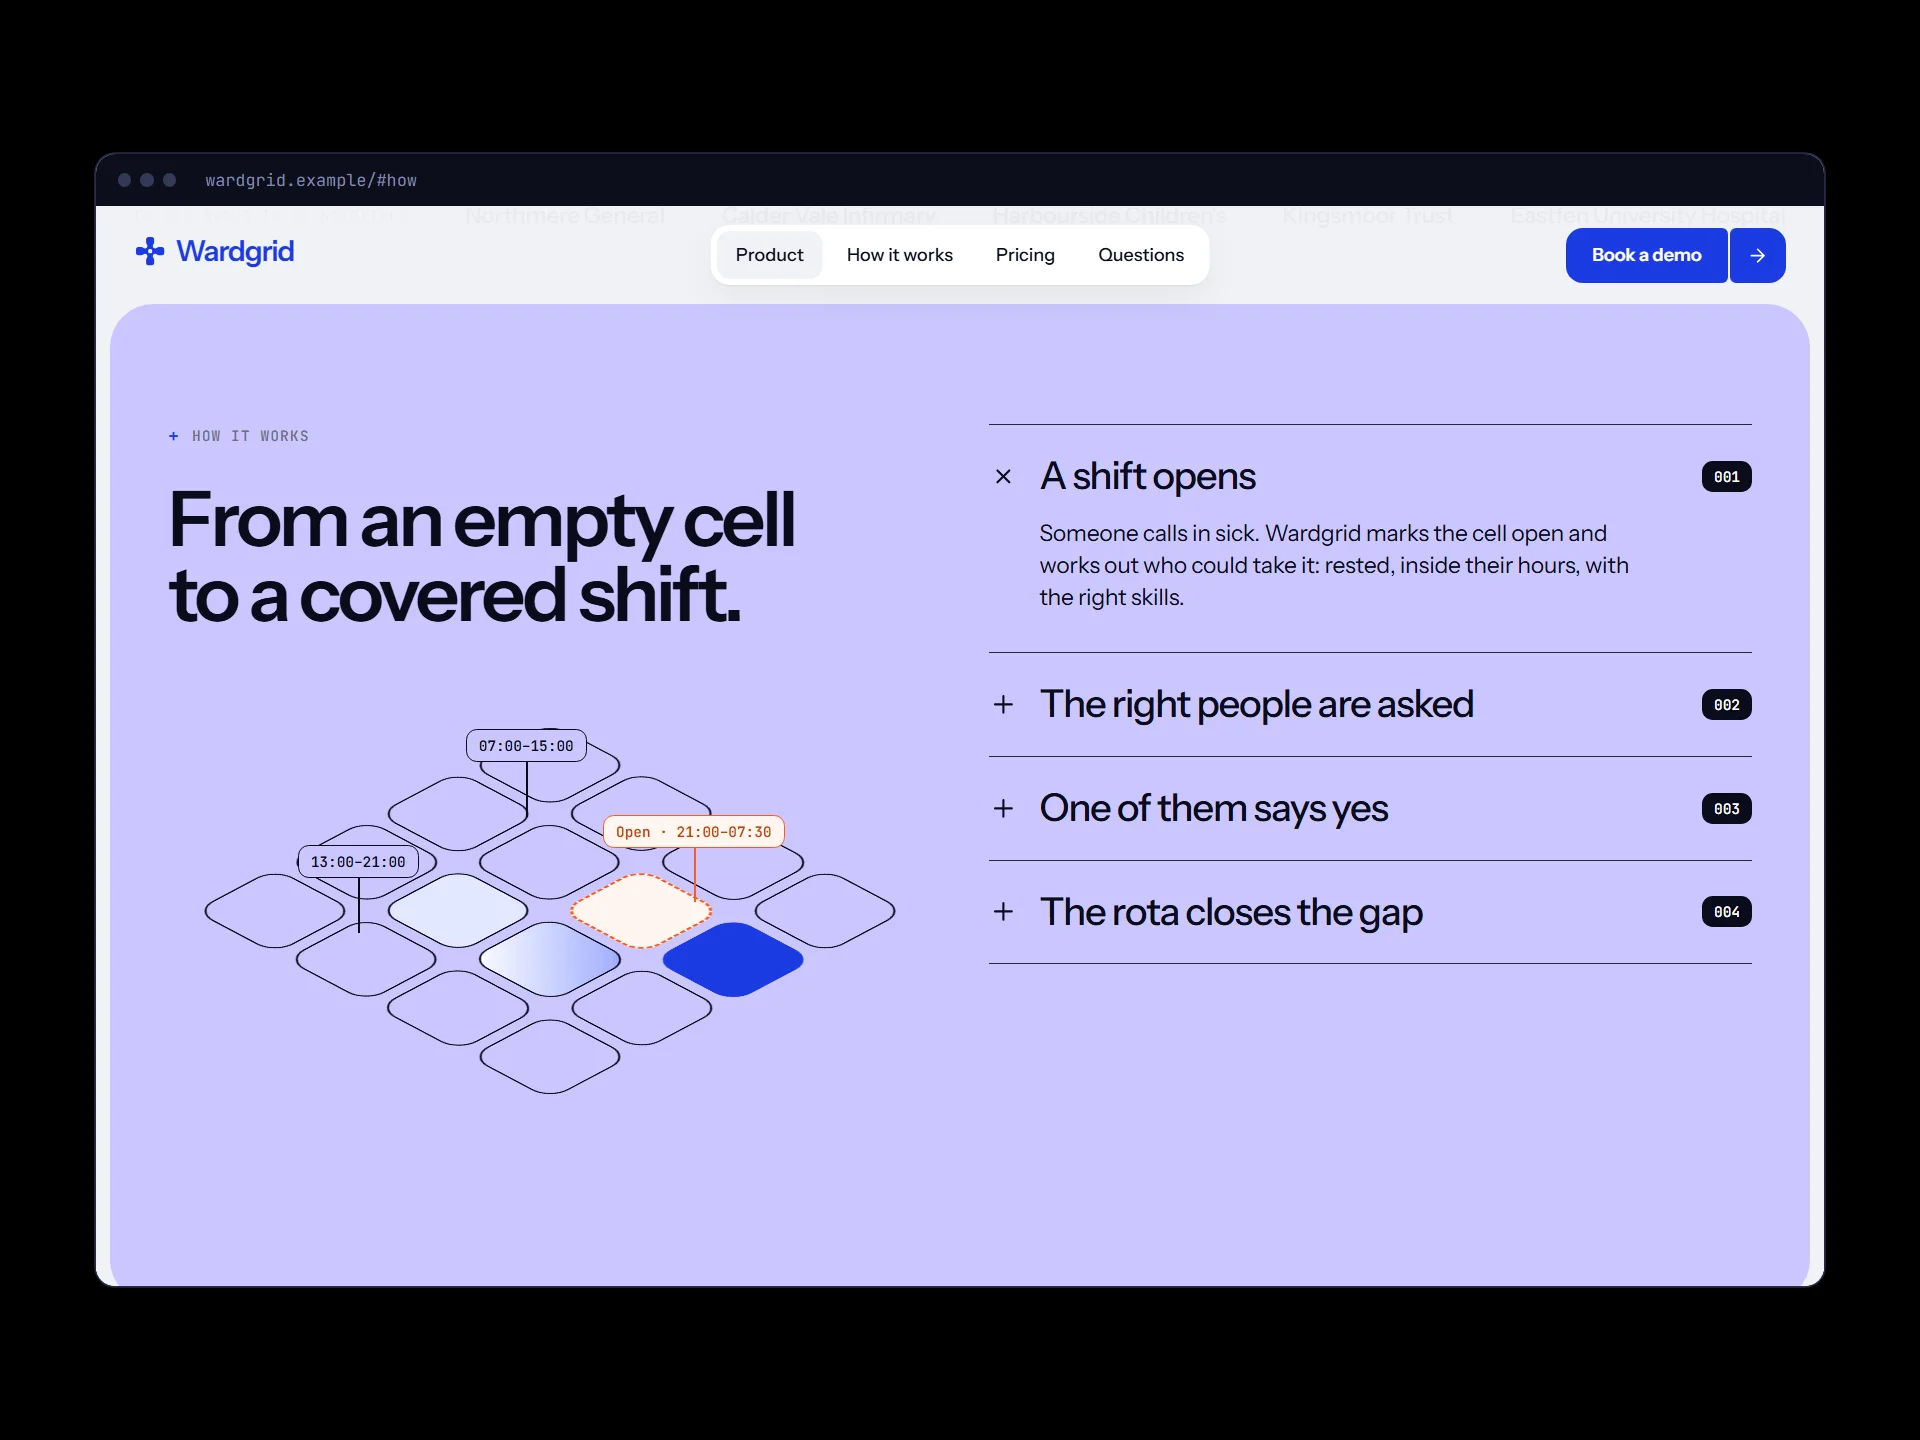 wardgrid.example/#how
Northmere General
Calder Vale Infirmary
Harbourside Children's
Kingsmoor Trust
Eastfen University Hospital
Wardgrid
Product
How it works
Pricing
Questions
Book a demo
+ HOW IT WORKS
From an empty cell
to a covered shift.
07:00–15:00
Open · 21:00–07:30
13:00–21:00
A shift opens
001
Someone calls in sick. Wardgrid marks the cell open and
works out who could take it: rested, inside their hours, with
the right skills.
The right people are asked
002
One of them says yes
003
The rota closes the gap
004